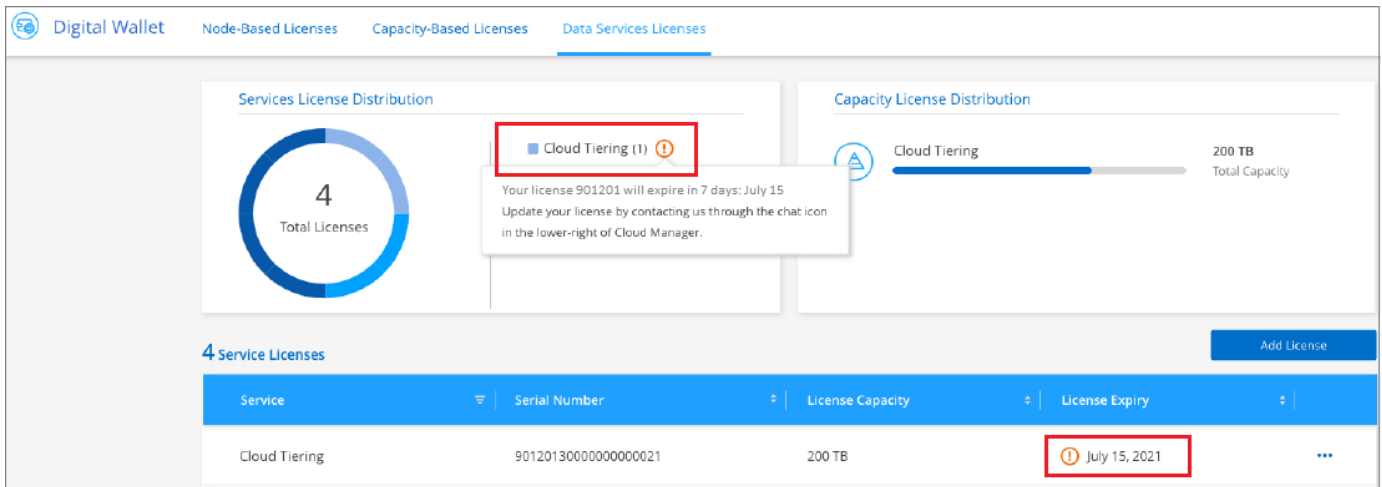 Digital Wallet
Node-Based Licenses
Capacity-Based Licenses
Data Services Licenses
Services License Distribution
4
Total Licenses
Cloud Tiering (1)
Your license 901201 will expire in 7 days: July 15
Update your license by contacting us through the chat icon
in the lower-right of Cloud Manager.
Capacity License Distribution
Cloud Tiering
200 TB
Total Capacity
4 Service Licenses
Add License
Service
Serial Number
License Capacity
License Expiry
Cloud Tiering
90120130000000000021
200 TB
July 15, 2021